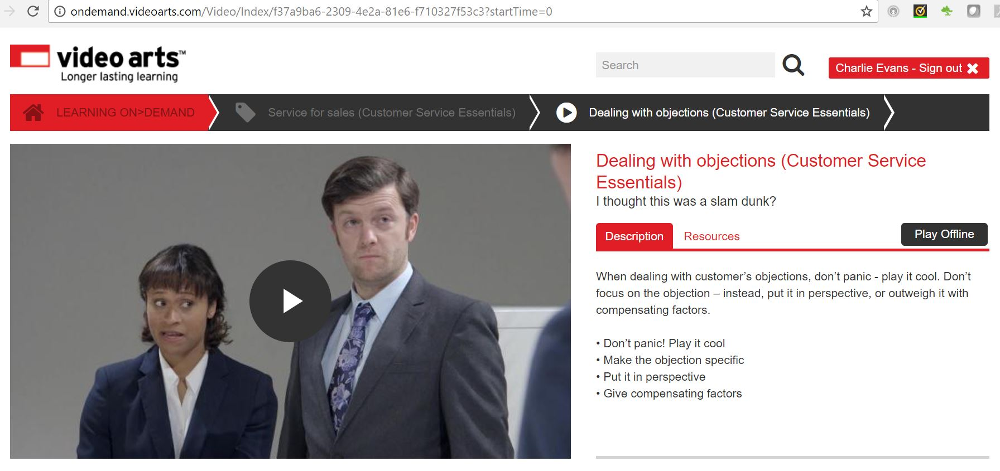 ondemand.videoarts.com/Video/Index/f37a9ba6-2309-4e2a-81e6-f710327f53c3?startTime=0
video arts™
Longer lasting learning
Search
Charlie Evans - Sign out
LEARNING ON>DEMAND
Service for sales (Customer Service Essentials)
Dealing with objections (Customer Service Essentials)
Dealing with objections (Customer Service
Essentials)
I thought this was a slam dunk?
Description
Resources
Play Offline
When dealing with customer’s objections, don’t panic - play it cool. Don’t
focus on the objection – instead, put it in perspective, or outweigh it with
compensating factors.
• Don’t panic! Play it cool
• Make the objection specific
• Put it in perspective
• Give compensating factors